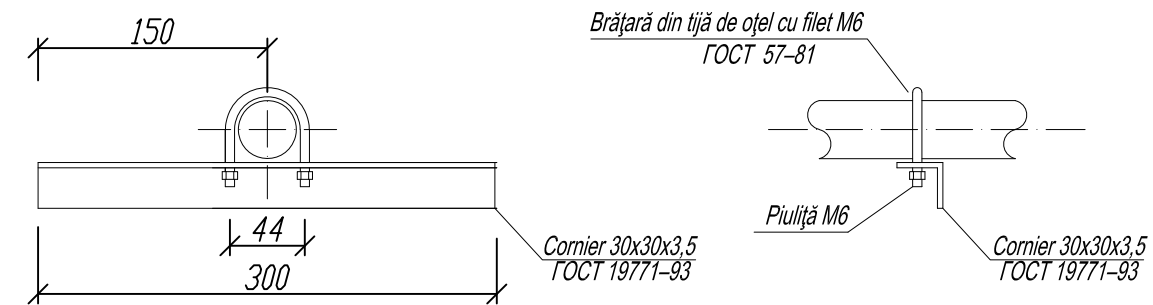 150
Brăţară din tijă de oţel cu filet M6
ГОСТ 57–81
44
300
Cornier 30x30x3,5
ГОСТ 19771–93
Piuliţă M6
Cornier 30x30x3,5
ГОСТ 19771–93